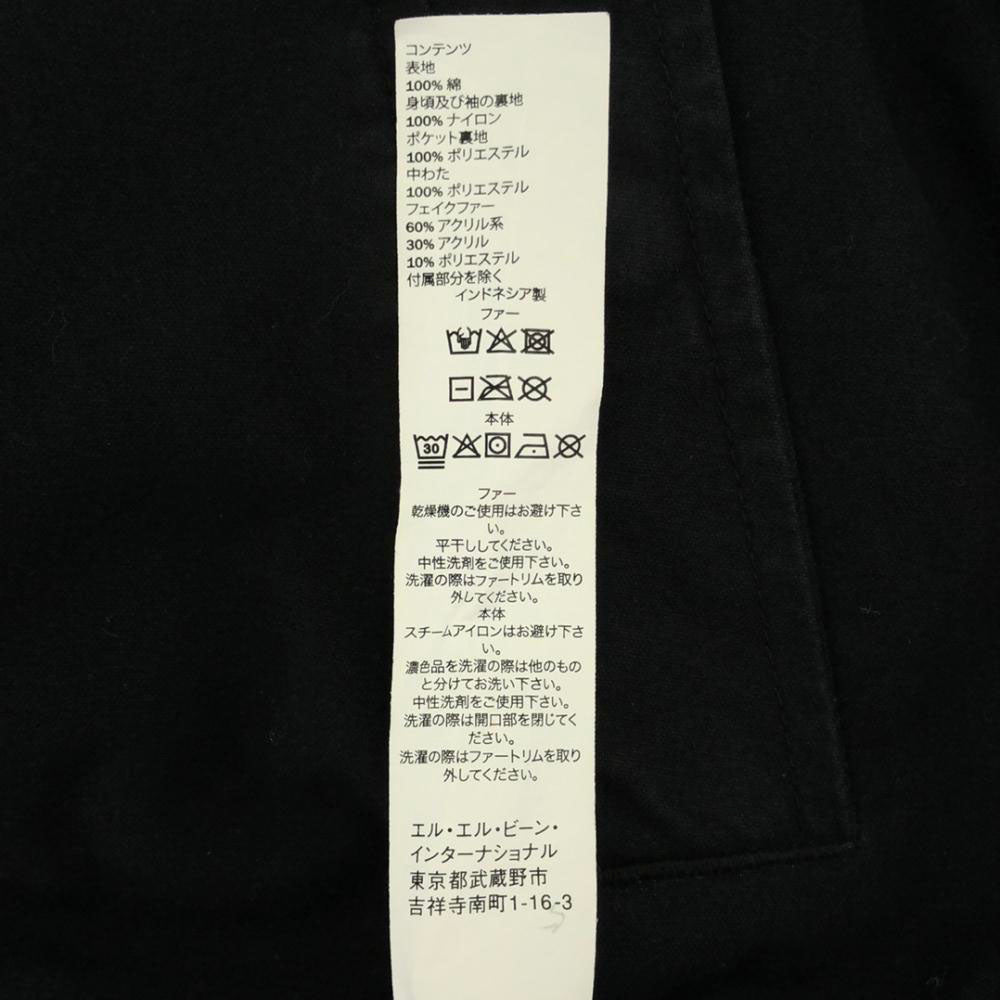 コンテンツ
表地
100% 綿
身頃及び袖の裏地
100% ナイロン
ポケット裏地
100% ポリエステル
中わた
100% ポリエステル
フェイクファー
60% アクリル系
30% アクリル
10% ポリエステル
付属部分を除く
インドネシア製
ファー
本体
30
ファー
乾燥機のご使用はお避け下さ
い。
平干ししてください。
中性洗剤をご使用下さい。
洗濯の際はファートリムを取り
外してください。
本体
スチームアイロンはお避け下さ
い。
濃色品を洗濯の際は他のもの
と分けてお洗い下さい。
中性洗剤をご使用下さい。
洗濯の際は開口部を閉じてく
ださい。
洗濯の際はファートリムを取り
外してください。
エル・エル・ビーン・
インターナショナル
東京都武蔵野市
吉祥寺南町1-16-3